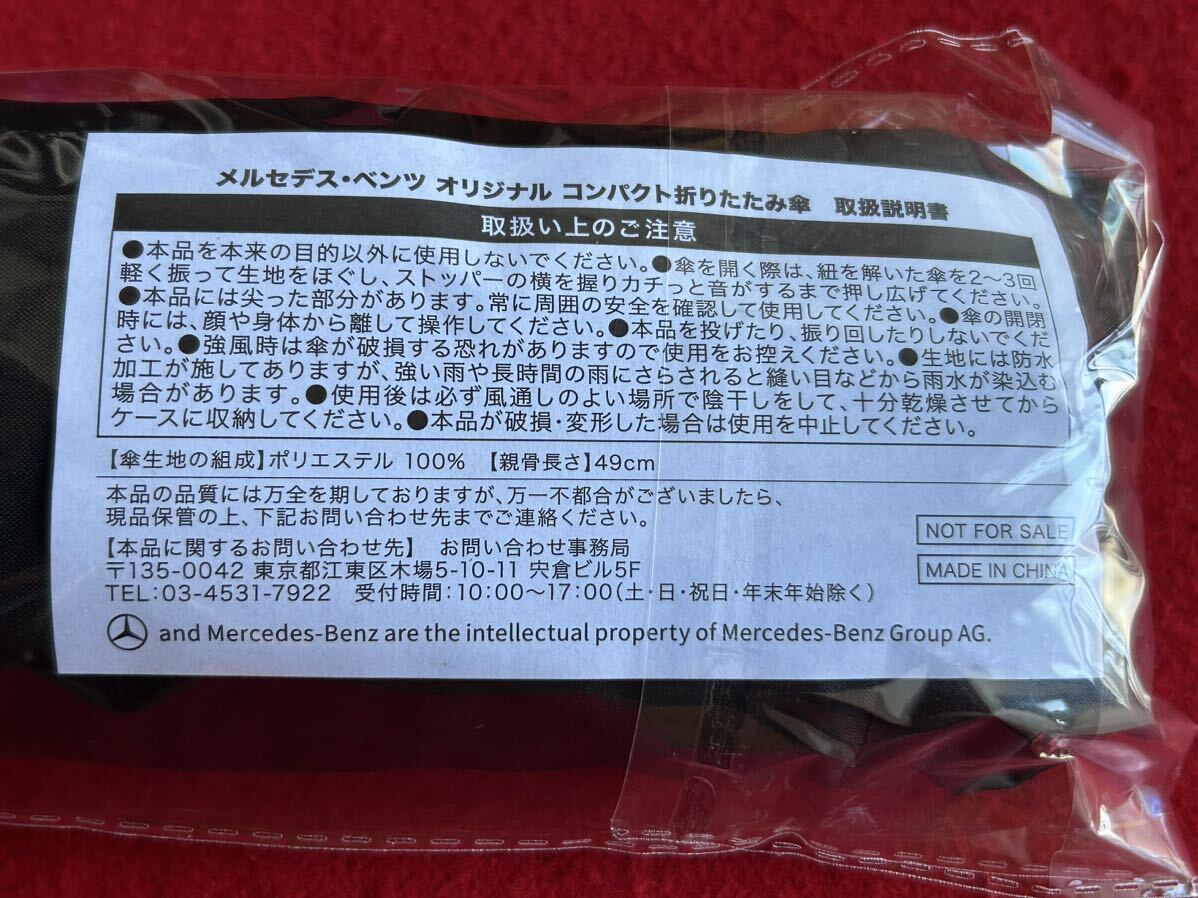 メルセデス・ベンツ オリジナル コンパクト折りたたみ傘 取扱説明書
取扱い上のご注意
●本品を本来の目的以外に使用しないでください。●傘を開く際は、紐を解いた傘を2〜3回
軽く振って生地をほぐし、ストッパーの横を握りカチっと音がするまで押し広げてください。
●本品には尖った部分があります。常に周囲の安全を確認して使用してください。●傘の開閉
時には、顔や身体から離して操作してください。●本品を投げたり、振り回したりしないでくだ
さい。●強風時は傘が破損する恐れがありますので使用をお控えください。●生地には防水
加工が施してありますが、強い雨や長時間の雨にさらされると縫い目などから雨水が染込む
場合があります。●使用後は必ず風通しのよい場所で陰干しをして、十分乾燥させてから
ケースに収納してください。●本品が破損・変形した場合は使用を中止してください。
【傘生地の組成】ポリエステル 100% 【親骨長さ】49cm
本品の品質には万全を期しておりますが、万一不都合がございましたら、
現品保管の上、下記お問い合わせ先までご連絡ください。
【本品に関するお問い合わせ先】 お問い合わせ事務局
〒135-0042 東京都江東区木場5-10-11 宍倉ビル5F
TEL:03-4531-7922 受付時間:10:00〜17:00(土・日・祝日・年末年始除く)
NOT FOR SALE
MADE IN CHINA
and Mercedes-Benz are the intellectual property of Mercedes-Benz Group AG.